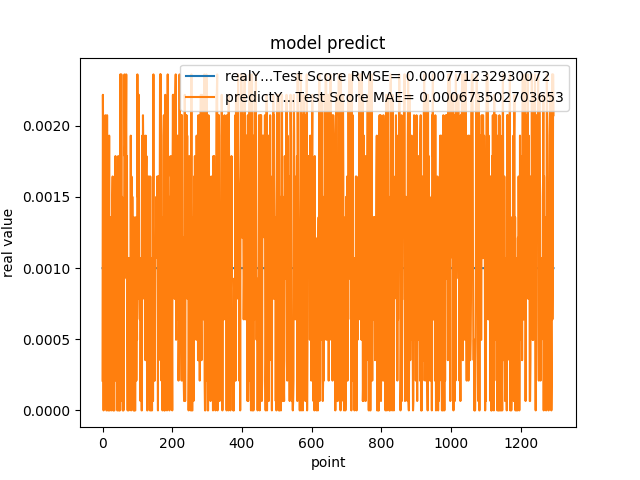 model predict
realY...Test Score RMSE= 0.000771232930072
predictY...Test Score MAE= 0.000673502703653
real value
0.0020
0.0015
0.0010
0.0005
0.0000
0 200 400 600 800 1000 1200
point